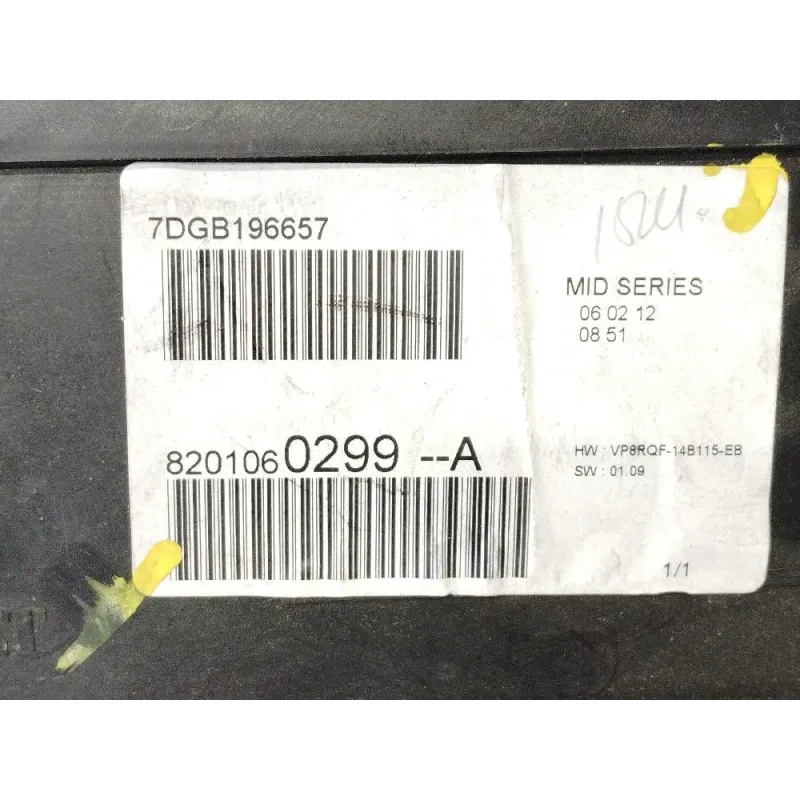 7DGB196657
MID SERIES
06 02 12
08 51
8201060299 --A
HW : VP8RQF-14B115-EB
SW : 01.09
1/1